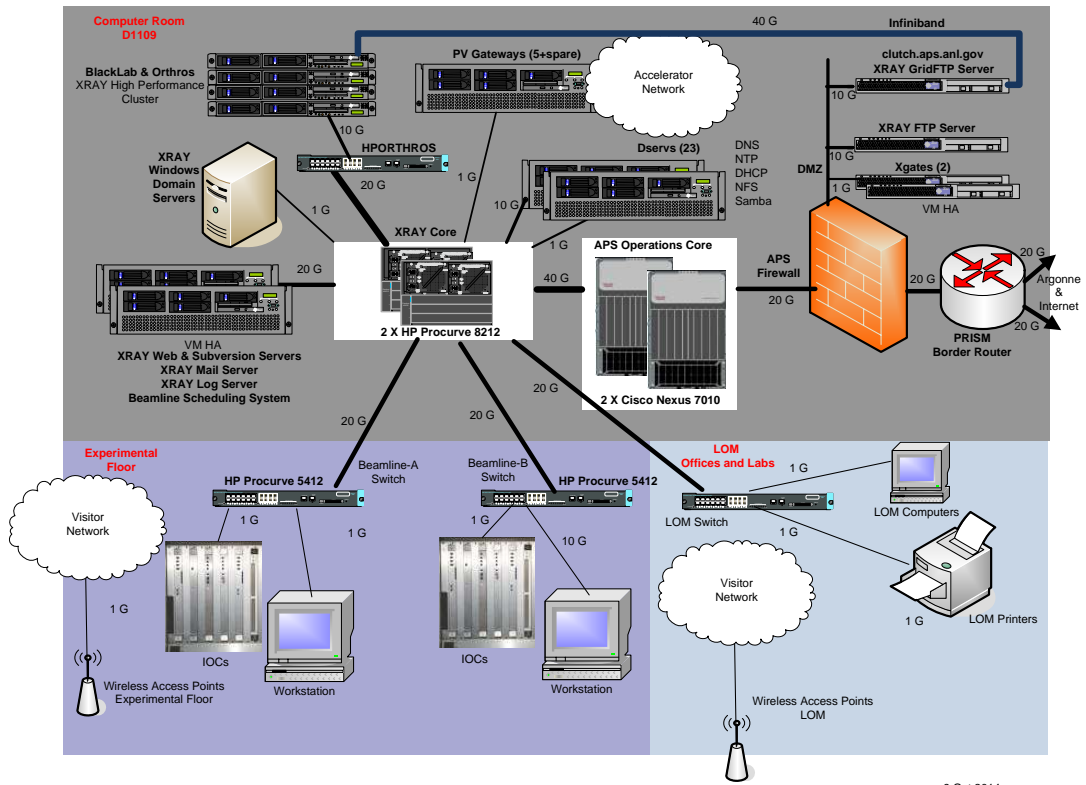 Computer Room
D1109
40 G
Infiniband
BlackLab & Orthros
XRAY High Performance
Cluster
PV Gateways (5+spare)
Accelerator
Network
clutch.aps.anl.gov
XRAY GridFTP Server
10 G
10 G
HPORTHROS
20 G
1 G
XRAY
Windows
Domain
Servers
1 G
Dservs (23)
DNS
NTP
DHCP
NFS
Samba
10 G
1 G
DMZ
XRAY FTP Server
10 G
Xgates (2)
1 G
VM HA
XRAY Core
2 X HP Procurve 8212
20 G
40 G
APS Operations Core
2 X Cisco Nexus 7010
APS
Firewall
20 G
20 G
20 G
Argonne
&
Internet
20 G
PRISM
Border Router
VM HA
XRAY Web & Subversion Servers
XRAY Mail Server
XRAY Log Server
Beamline Scheduling System
20 G
20 G
20 G
Experimental
Floor
Beamline-A
Switch
HP Procurve 5412
Beamline-B
Switch
HP Procurve 5412
LOM
Offices and Labs
Visitor
Network
1 G
1 G
1 G
10 G
1 G
IOCs
Workstation
IOCs
Workstation
Wireless Access Points
Experimental Floor
LOM Switch
1 G
1 G
LOM Computers
1 G
LOM Printers
Visitor
Network
Wireless Access Points
LOM